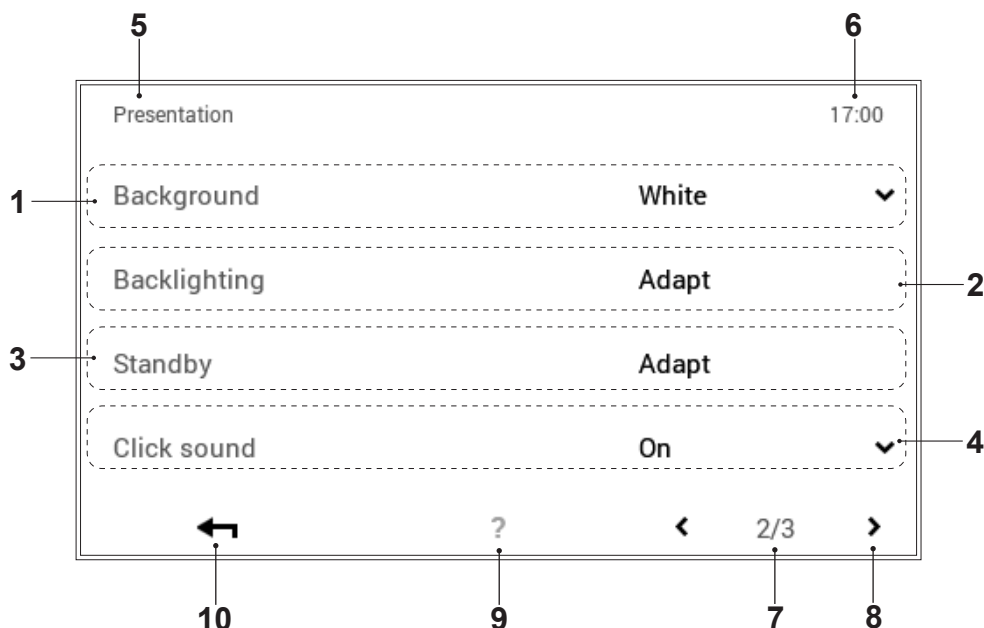 5 6
Presentation 17:00
1 Background White
Backlighting Adapt 2
3 Standby Adapt
Click sound On 4
? 2/3
10 9 7 8